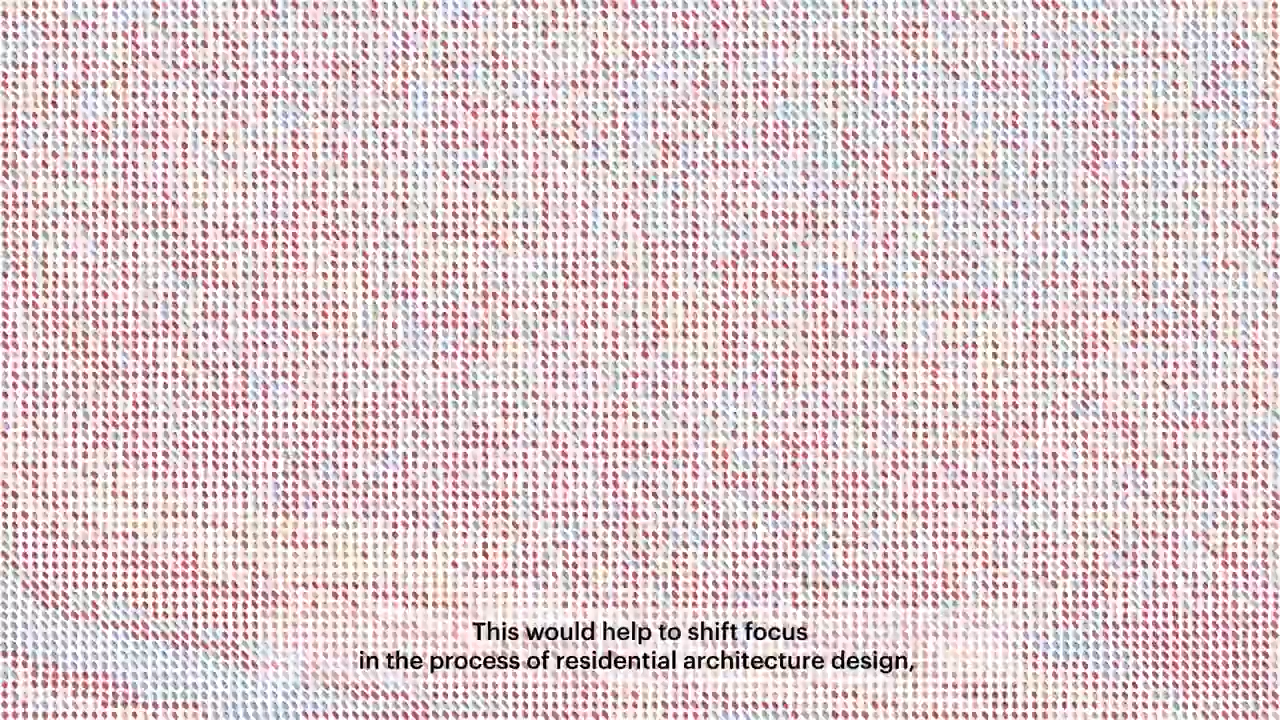 This would help to shift focus
in the process of residential architecture design,